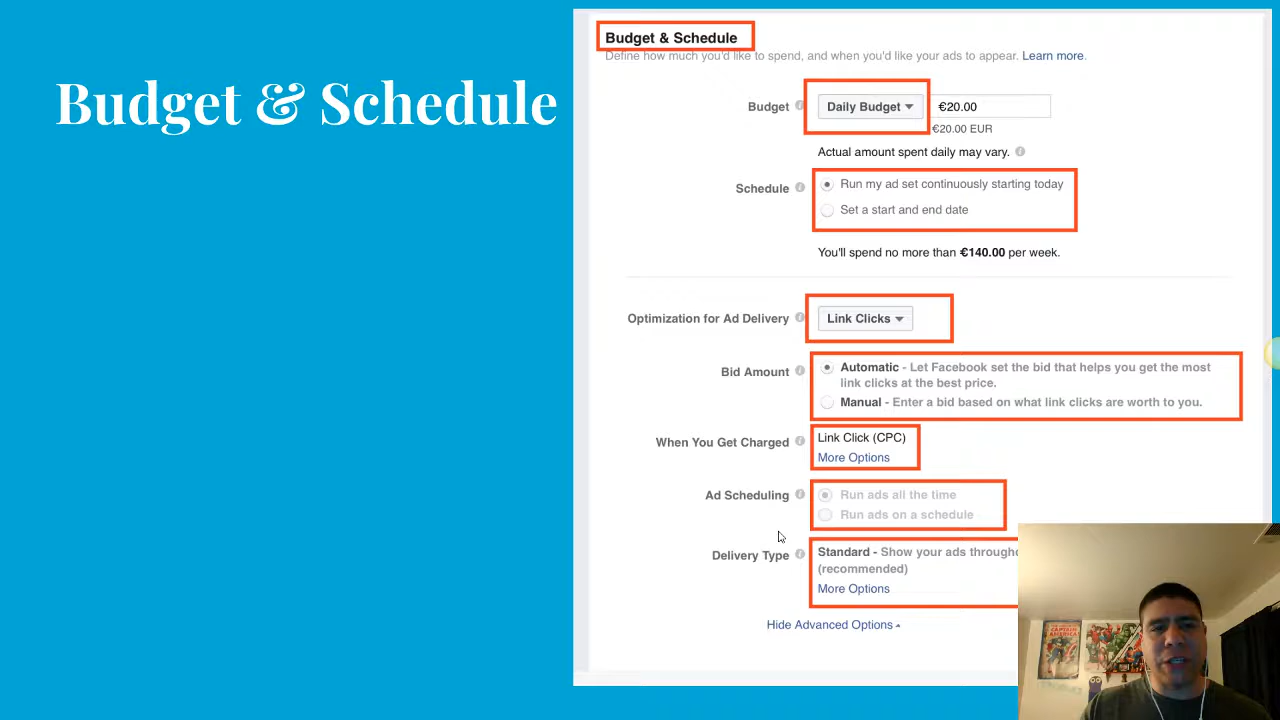 Budget & Schedule
Budget & Schedule
Define how much you'd like to spend, and when you'd like your ads to appear. Learn more.
Budget Daily Budget €20.00
€20.00 EUR
Actual amount spent daily may vary.
Schedule Run my ad set continuously starting today
Set a start and end date
You'll spend no more than €140.00 per week.
Optimization for Ad Delivery Link Clicks
Bid Amount Automatic - Let Facebook set the bid that helps you get the most
link clicks at the best price.
Manual - Enter a bid based on what link clicks are worth to you.
When You Get Charged Link Click (CPC)
More Options
Ad Scheduling Run ads all the time
Run ads on a schedule
Delivery Type Standard - Show your ads
(recommended)
More Options
Hide Advanced Options
CAPTAIN
AMERICA